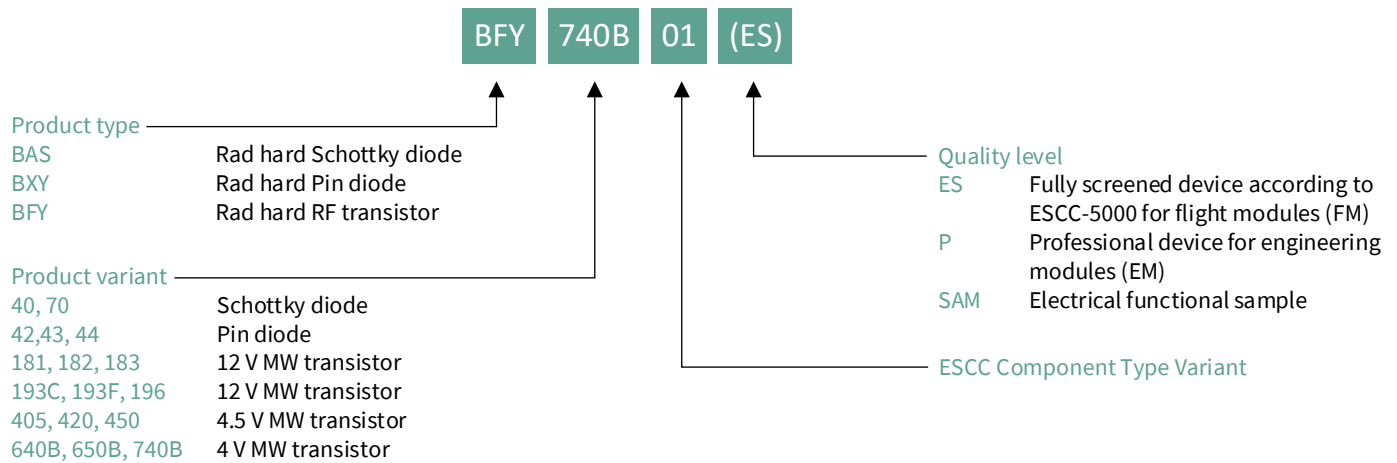 BFY 740B 01 (ES)
Product type
BAS Rad hard Schottky diode
BXY Rad hard Pin diode
BFY Rad hard RF transistor
Product variant
40, 70 Schottky diode
42,43, 44 Pin diode
181, 182, 183 12 V MW transistor
193C, 193F, 196 12 V MW transistor
405, 420, 450 4.5 V MW transistor
640B, 650B, 740B 4 V MW transistor
Quality level
ES Fully screened device according to
ESCC-5000 for flight modules (FM)
P Professional device for engineering
modules (EM)
SAM Electrical functional sample
ESCC Component Type Variant